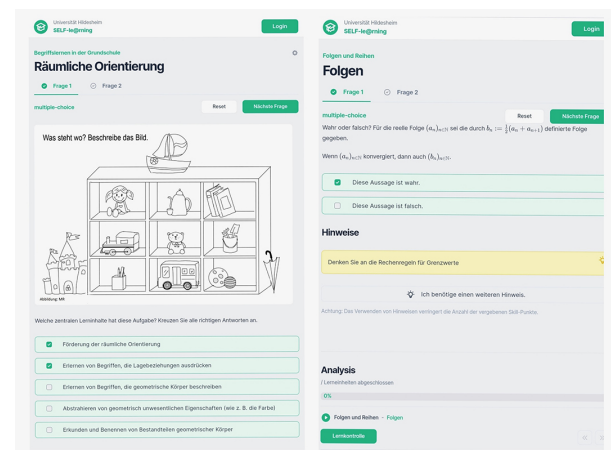 Universität Hildesheim
SELF-le@rning
Login
Begriffslernen in der Grundschule
Räumliche Orientierung
Frage 1
Frage 2
multiple-choice
Reset
Nächste Frage
Was steht wo? Beschreibe das Bild.
Abbildung: MR
Welche zentralen Lerninhalte hat diese Aufgabe? Kreuzen Sie alle richtigen Antworten an.
Förderung der räumliche Orientierung
Erlernen von Begriffen, die Lagebeziehungen ausdrücken
Erlernen von Begriffen, die geometrische Körper beschreiben
Abstrahieren von geometrisch unwesentlichen Eigenschaften (wie z. B. die Farbe)
Erkunden und Benennen von Bestandteilen geometrischer Körper
Universität Hildesheim
SELF-le@rning
Login
Folgen und Reihen
Folgen
Frage 1
Frage 2
multiple-choice
Reset
Nächste Frage
Wahr oder falsch? Für die reelle Folge (aₙ)ₙ∈ℕ sei die durch bₙ := ½(aₙ + aₙ₊₁) definierte Folge
gegeben.
Wenn (aₙ)ₙ∈ℕ konvergiert, dann auch (bₙ)ₙ∈ℕ.
Diese Aussage ist wahr.
Diese Aussage ist falsch.
Hinweise
Denken Sie an die Rechenregeln für Grenzwerte
Ich benötige einen weiteren Hinweis.
Achtung: Das Verwenden von Hinweisen verringert die Anzahl der vergebenen Skill-Punkte.
Analysis
/ Lerneinheiten abgeschlossen
0%
Folgen und Reihen - Folgen
Lernkontrolle